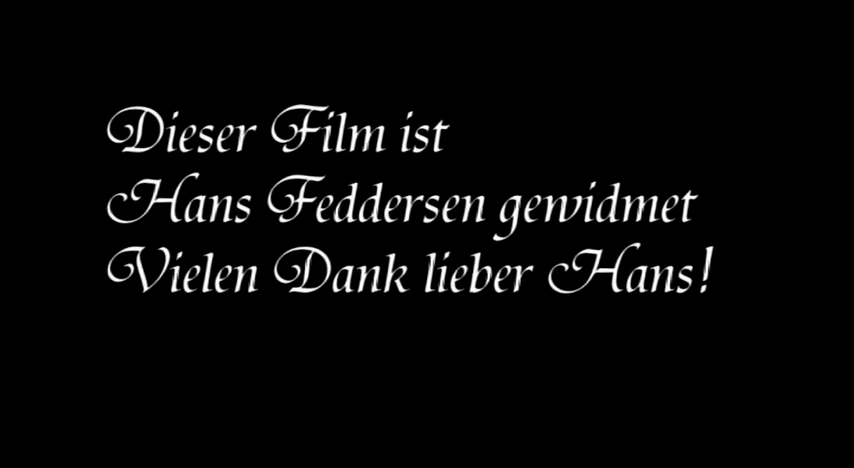 Dieser Film ist
Hans Feddersen gewidmet
Vielen Dank lieber Hans!